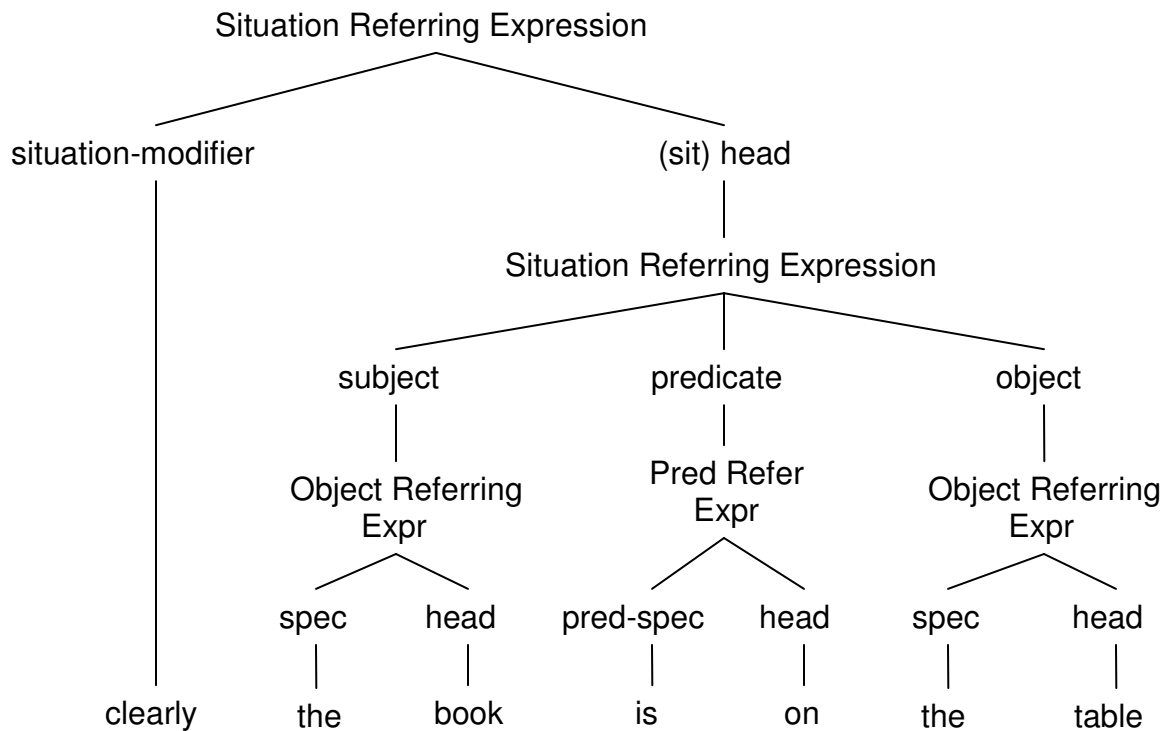 Situation Referring Expression
situation-modifier (sit) head
Situation Referring Expression
subject predicate object
Object Referring Expr Pred Refer Expr Object Referring Expr
spec head pred-spec head spec head
clearly the book is on the table